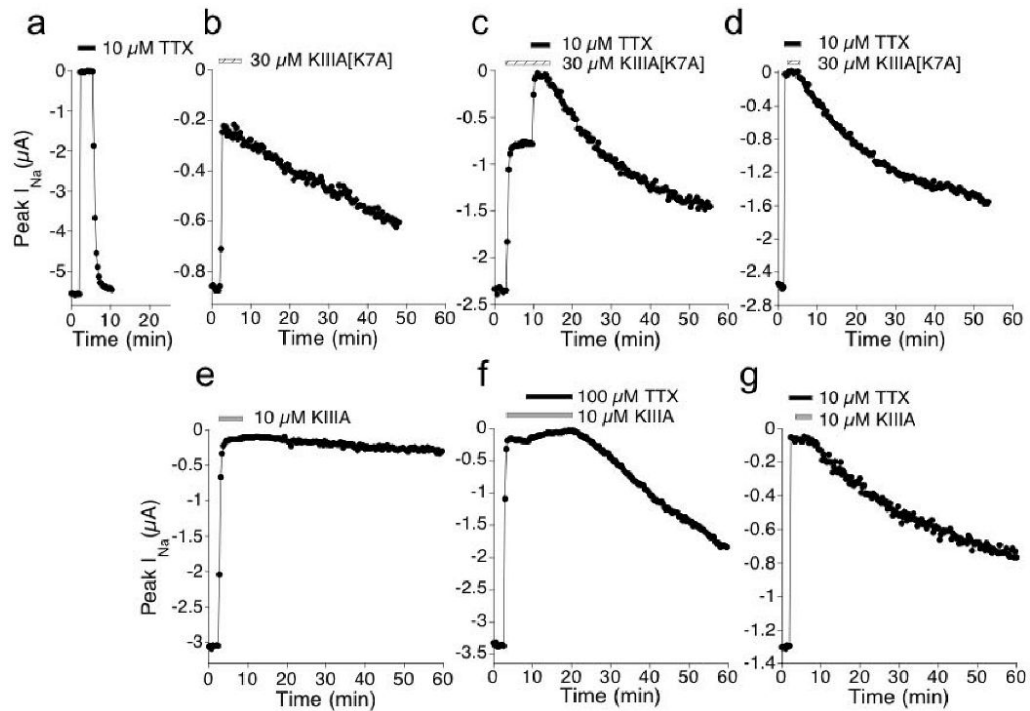 a
10 µM TTX
Peak I Na (µA)
0
-1
-2
-3
-4
-5
0 10 20
Time (min)
b
30 µM KIIIA[K7A]
0
-0.2
-0.4
-0.6
-0.8
0 10 20 30 40 50 60
Time (min)
c
10 µM TTX
30 µM KIIIA[K7A]
0
-0.5
-1
-1.5
-2
-2.5
0 10 20 30 40 50 60
Time (min)
d
10 µM TTX
30 µM KIIIA[K7A]
0
-0.4
-0.8
-1.2
-1.6
-2
-2.4
-2.8
0 10 20 30 40 50 60
Time (min)
e
10 µM KIIIA
Peak I Na (µA)
0
-0.5
-1
-1.5
-2
-2.5
-3
0 10 20 30 40 50 60
Time (min)
f
100 µM TTX
10 µM KIIIA
0
-0.5
-1
-1.5
-2
-2.5
-3
-3.5
0 10 20 30 40 50 60
Time (min)
g
10 µM TTX
10 µM KIIIA
0
-0.2
-0.4
-0.6
-0.8
-1
-1.2
-1.4
0 10 20 30 40 50 60
Time (min)